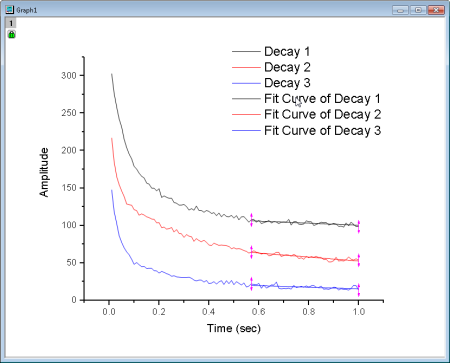 Graph1
1
Decay 1
Decay 2
Decay 3
Fit Curve of Decay 1
Fit Curve of Decay 2
Fit Curve of Decay 3
300
250
200
150
100
50
0
Amplitude
0.0 0.2 0.4 0.6 0.8 1.0
Time (sec)